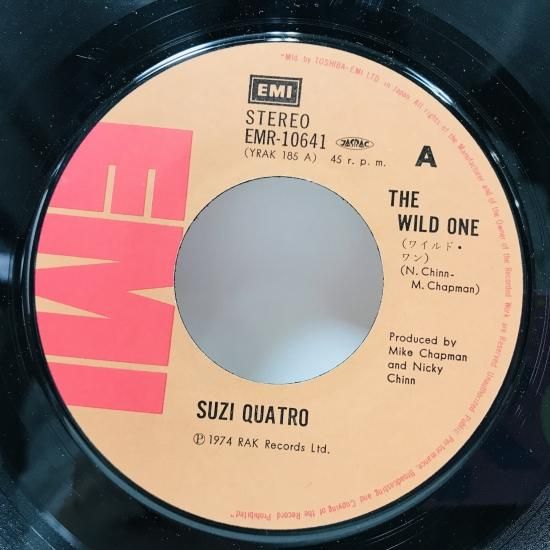 "Mfd. by TOSHIBA-EMI LTD. in Japan. All rights of the Manufacturer and of the Owner of the Recorded Work are Reserved Unauthorized Public Performance, Broadcasting and Copying of the Record Prohibited"
EMI
STEREO
EMR-10641 JASRAC
(YRAK 185 A) 45 r. p. m.
A
THE
WILD ONE
(ワイルド・
ワン)
(N. Chinn-
M. Chapman)
EMI
Produced by
Mike Chapman
and Nicky
Chinn
SUZI QUATRO
Ⓟ 1974 RAK Records Ltd.